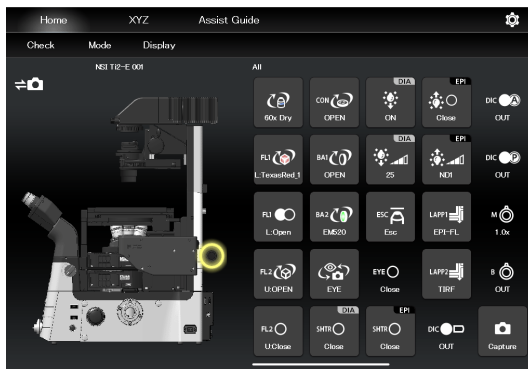 Home XYZ Assist Guide
Check Mode Display
NSI Ti2-E 001
All
60x Dry
CON
OPEN
DIA
ON
EPI
Close
DIC A
OUT
FL1
L:TexasRed_1
BA1
OPEN
DIA
25
EPI
ND1
DIC P
OUT
FL1
L:Open
BA2
EM520
ESC
Esc
LAPP1
EPI-FL
M
1.0x
FL2
U:OPEN
EYE
EYE
Close
LAPP2
TIRF
B
OUT
FL2
U:Close
DIA
SHTR
Close
EPI
SHTR
Close
DIC
OUT
Capture